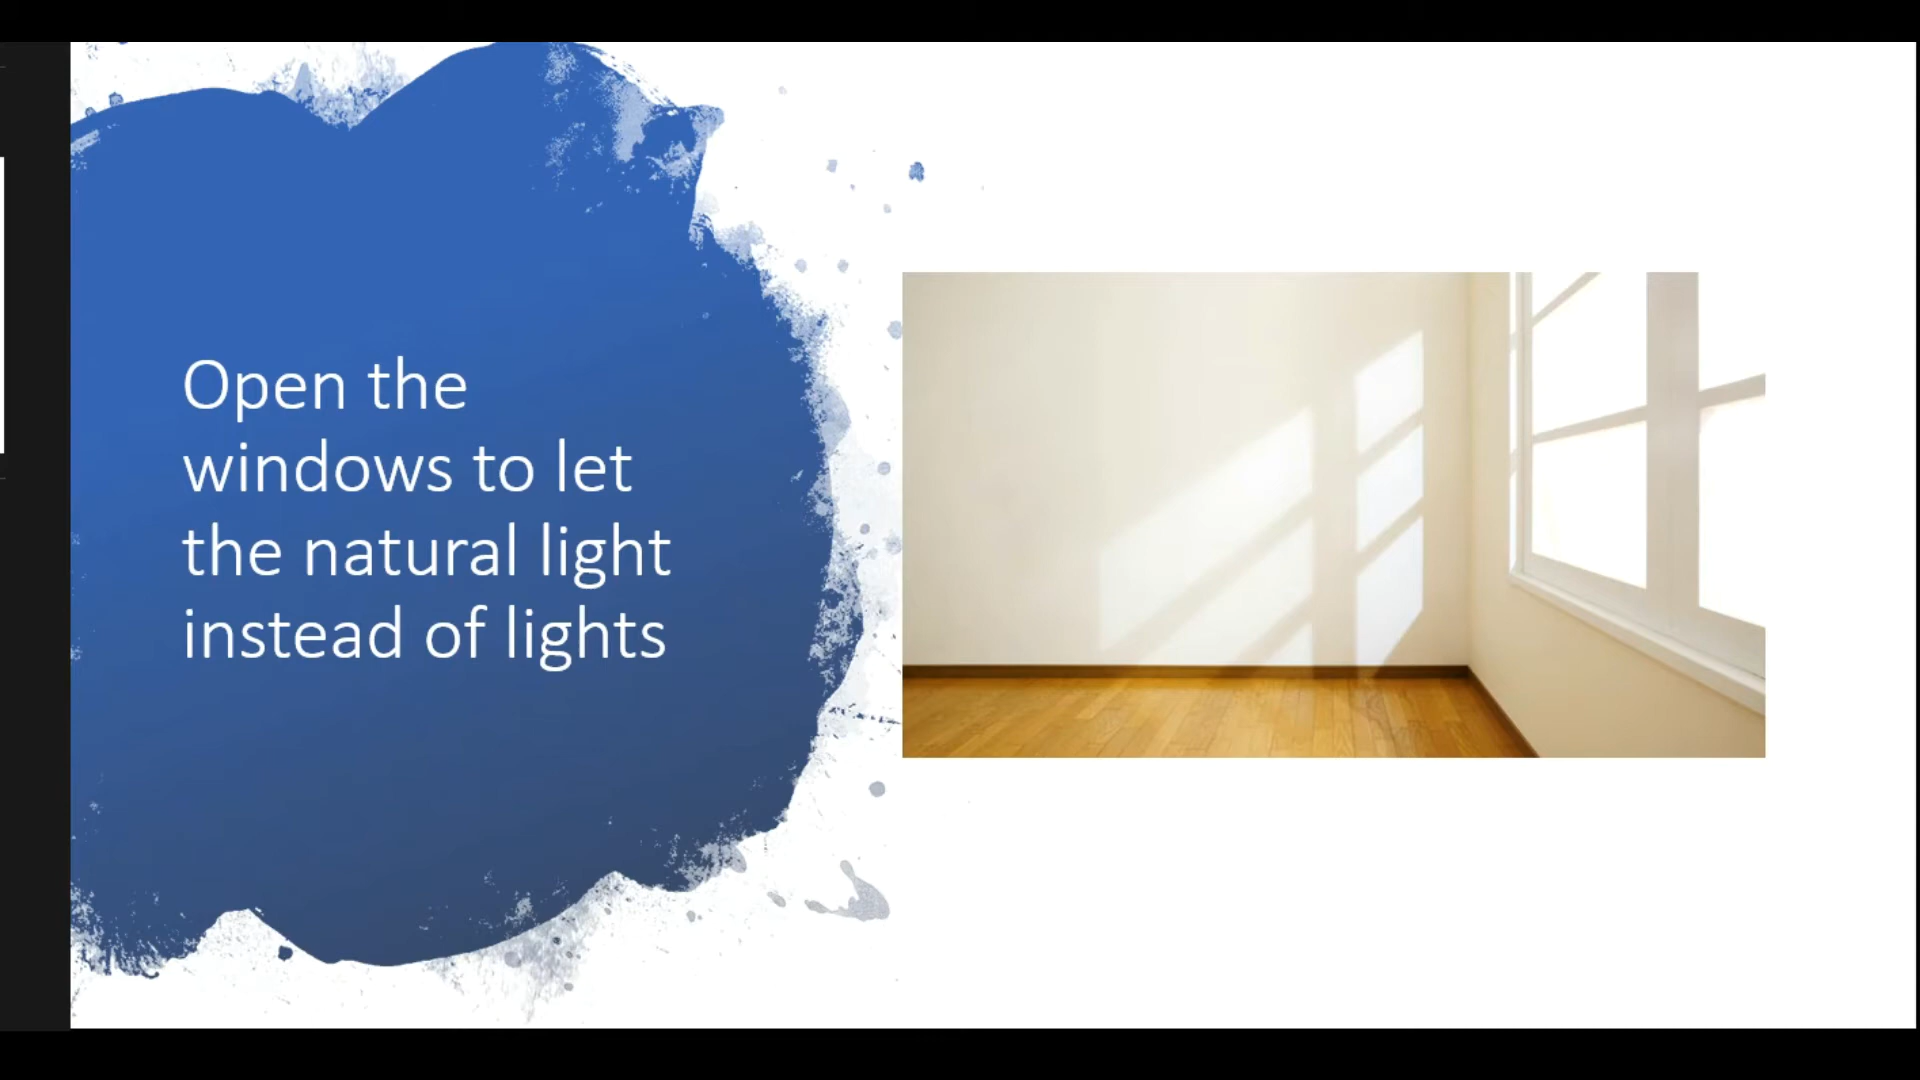 Open the
windows to let
the natural light
instead of lights